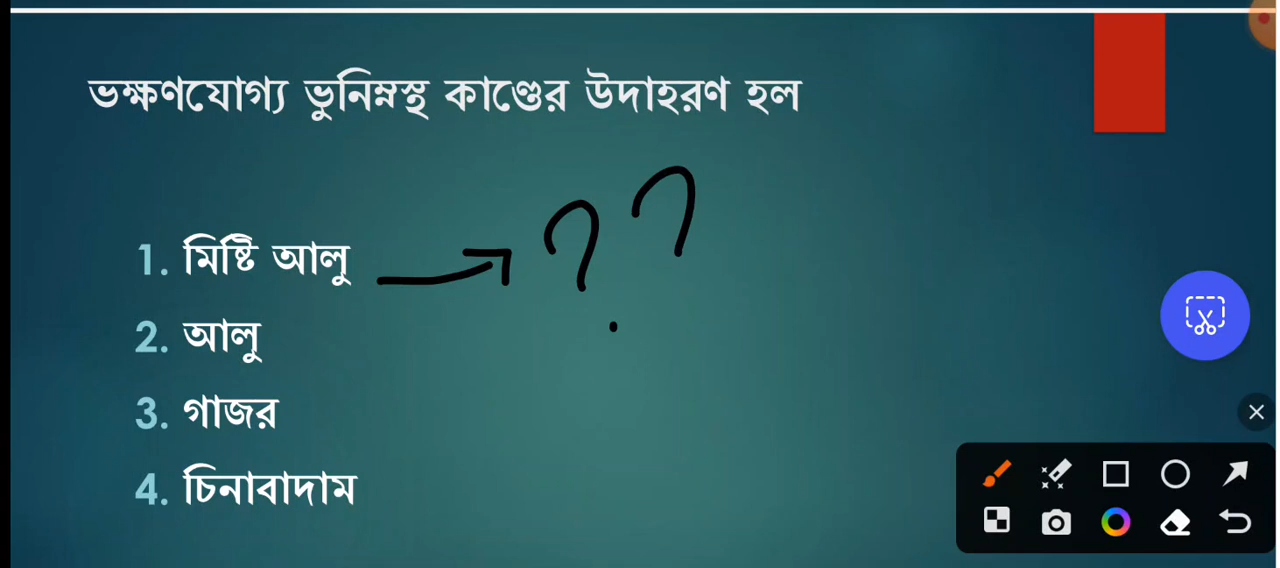 ভক্ষণযোগ্য ভুনিম্নস্থ কাণ্ডের উদাহরণ হল
1. মিষ্টি আলু → ??
2. আলু
3. গাজর
4. চিনাবাদাম